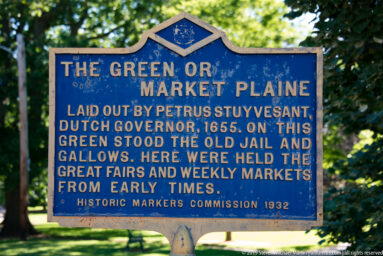 THE GREEN OR
MARKET PLAINE
LAID OUT BY PETRUS STUYVESANT,
DUTCH GOVERNOR, 1655. ON THIS
GREEN STOOD THE OLD JAIL AND
GALLOWS. HERE WERE HELD THE
GREAT FAIRS AND WEEKLY MARKETS
FROM EARLY TIMES.
HISTORIC MARKERS COMMISSION 1932